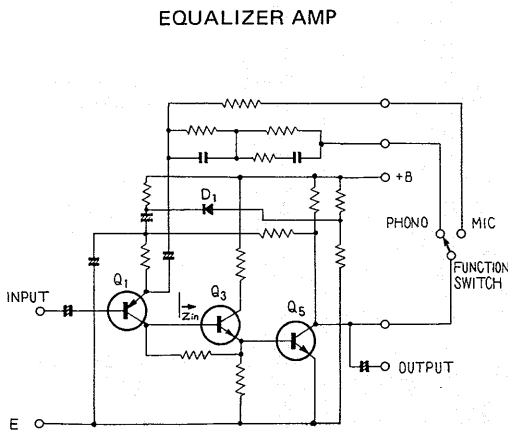 EQUALIZER AMP
+B
D1
PHONO
MIC
FUNCTION
SWITCH
Q1
Q3
Q5
Zin
INPUT
OUTPUT
E